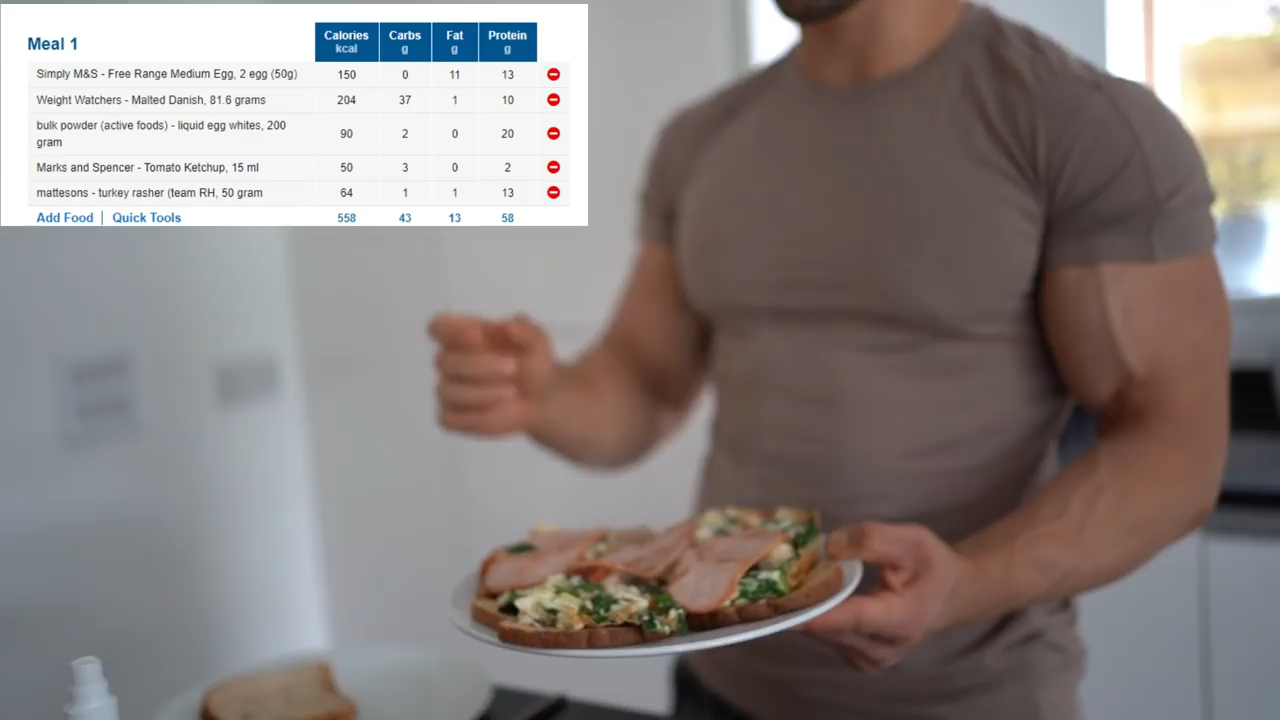 Meal 1 Calories kcal Carbs g Fat g Protein g
Simply M&S - Free Range Medium Egg, 2 egg (50g) 150 0 11 13
Weight Watchers - Malted Danish, 81.6 grams 204 37 1 10
bulk powder (active foods) - liquid egg whites, 200 gram 90 2 0 20
Marks and Spencer - Tomato Ketchup, 15 ml 50 3 0 2
mattesons - turkey rasher (team RH, 50 gram 64 1 1 13
Add Food | Quick Tools 558 43 13 58